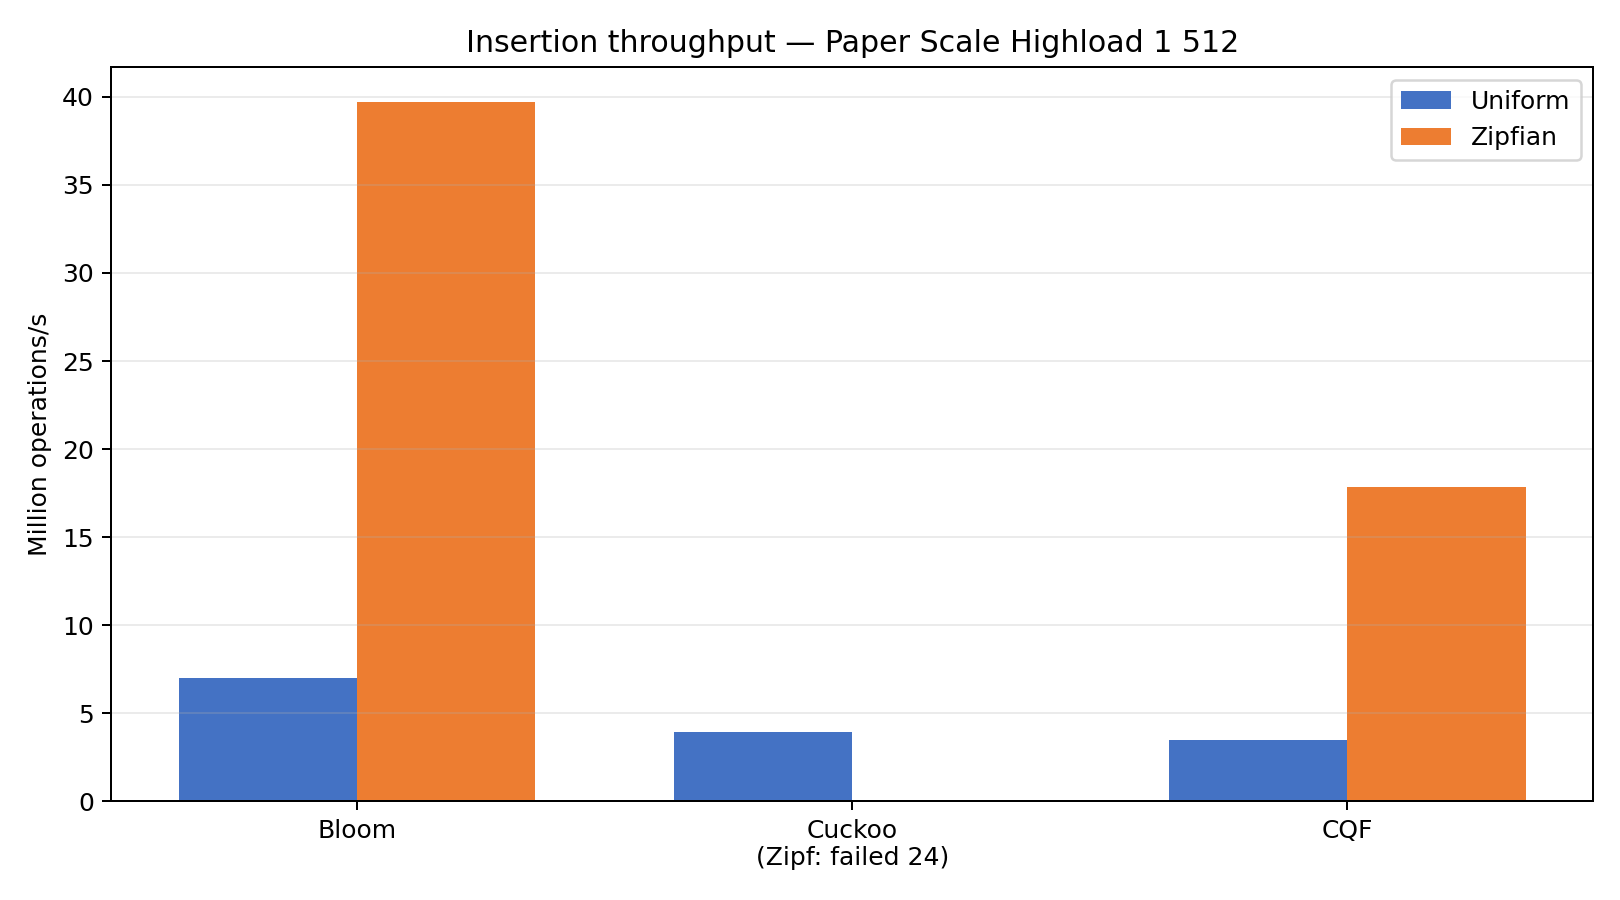 Insertion throughput — Paper Scale Highload 1 512
Uniform
Zipfian
Million operations/s
40
35
30
25
20
15
10
5
0
Bloom
Cuckoo
(Zipf: failed 24)
CQF